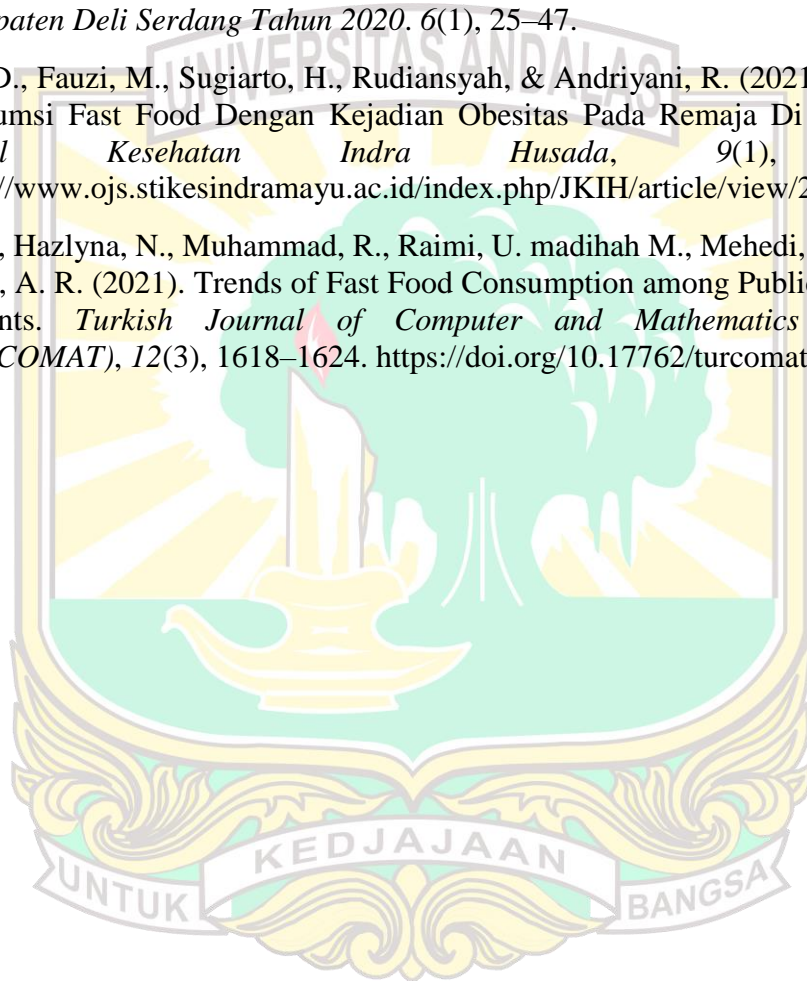 paten Deli Serdang Tahun 2020. 6(1), 25–47.
D., Fauzi, M., Sugiarto, H., Rudiansyah, & Andriyani, R. (2021
umsi Fast Food Dengan Kejadian Obesitas Pada Remaja Di
l Kesehatan Indra Husada, 9(1),
//www.ojs.stikesindramayu.ac.id/index.php/JKIH/article/view/2
, Hazlyna, N., Muhammad, R., Raimi, U. madihah M., Mehedi,
, A. R. (2021). Trends of Fast Food Consumption among Public
nts. Turkish Journal of Computer and Mathematics
COMAT), 12(3), 1618–1624. https://doi.org/10.17762/turcomat
UNIVERSITAS ANDALAS
UNTUK KEDJAJAAN BANGSA